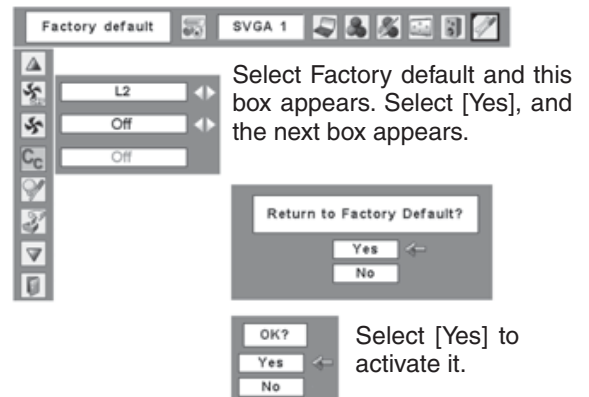 Factory default
SVGA 1
L2
Off
Cc
Off
Select Factory default and this
box appears. Select [Yes], and
the next box appears.
Return to Factory Default?
Yes
No
OK?
Yes
No
Select [Yes] to
activate it.